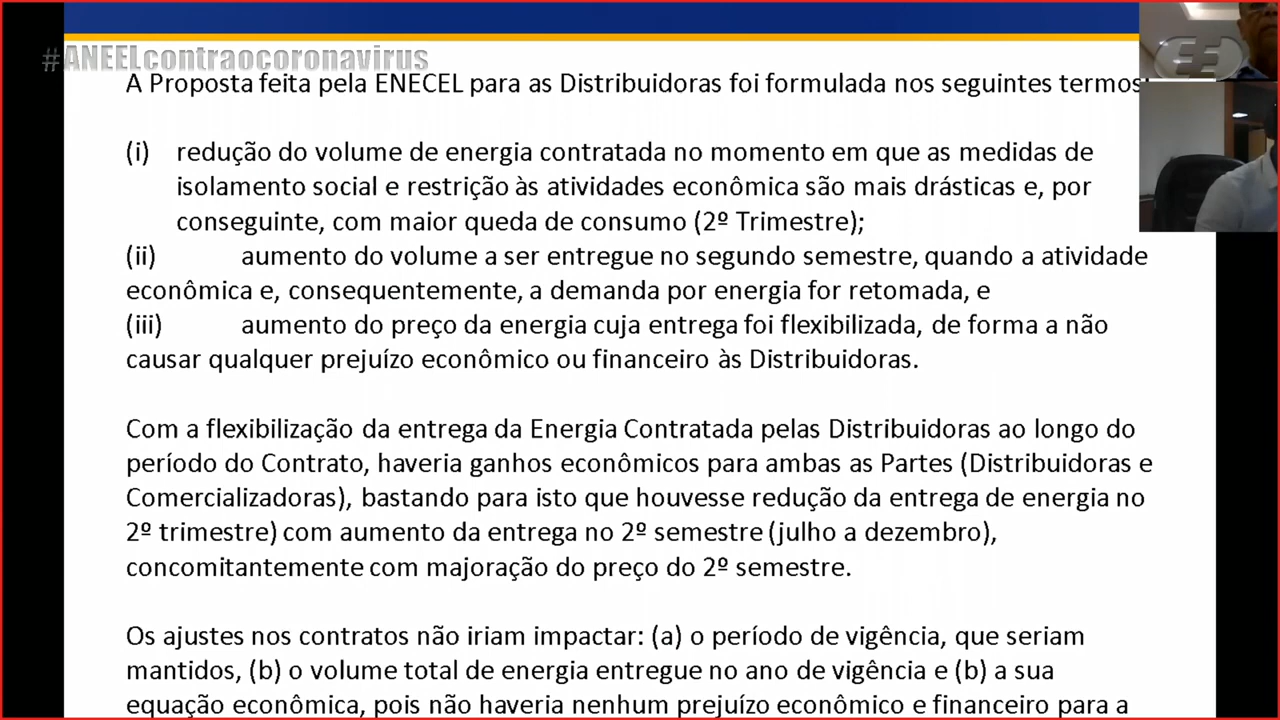 #ANEELcontraocoronavirus
A Proposta feita pela ENECEL para as Distribuidoras foi formulada nos seguintes termos:
(i) redução do volume de energia contratada no momento em que as medidas de
isolamento social e restrição às atividades econômica são mais drásticas e, por
conseguinte, com maior queda de consumo (2º Trimestre);
(ii) aumento do volume a ser entregue no segundo semestre, quando a atividade
econômica e, consequentemente, a demanda por energia for retomada, e
(iii) aumento do preço da energia cuja entrega foi flexibilizada, de forma a não
causar qualquer prejuízo econômico ou financeiro às Distribuidoras.
Com a flexibilização da entrega da Energia Contratada pelas Distribuidoras ao longo do
período do Contrato, haveria ganhos econômicos para ambas as Partes (Distribuidoras e
Comercializadoras), bastando para isto que houvesse redução da entrega de energia no
2º trimestre) com aumento da entrega no 2º semestre (julho a dezembro),
concomitantemente com majoração do preço do 2º semestre.
Os ajustes nos contratos não iriam impactar: (a) o período de vigência, que seriam
mantidos, (b) o volume total de energia entregue no ano de vigência e (b) a sua
equação econômica, pois não haveria nenhum prejuízo econômico e financeiro para a